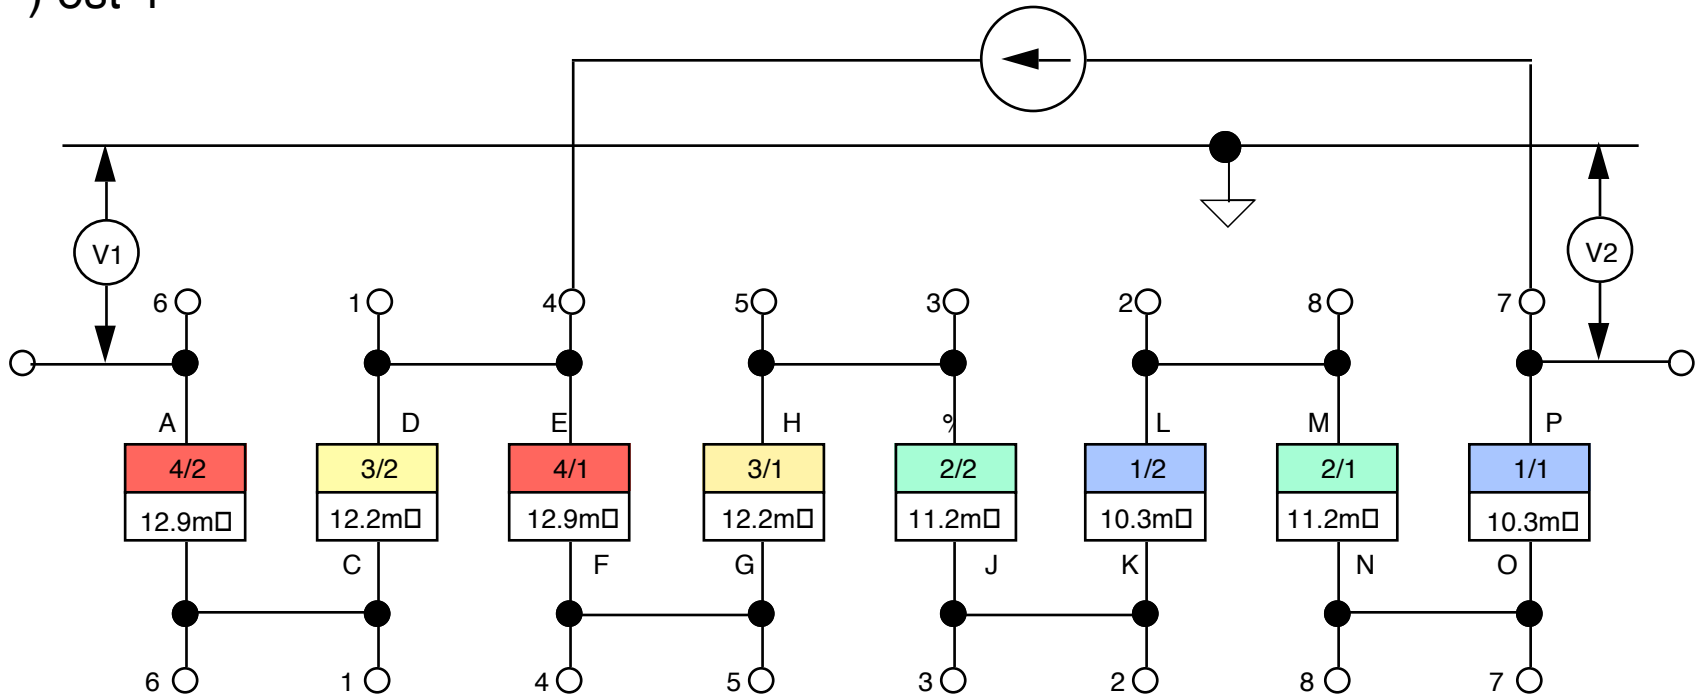 V1
V2
6 1 4 5 3 2 8 7
A D E H L M P
4/2 3/2 4/1 3/1 2/2 1/2 2/1 1/1
12.9m□ 12.2m□ 12.9m□ 12.2m□ 11.2m□ 10.3m□ 11.2m□ 10.3m□
C F G J K N O
6 1 4 5 3 2 8 7